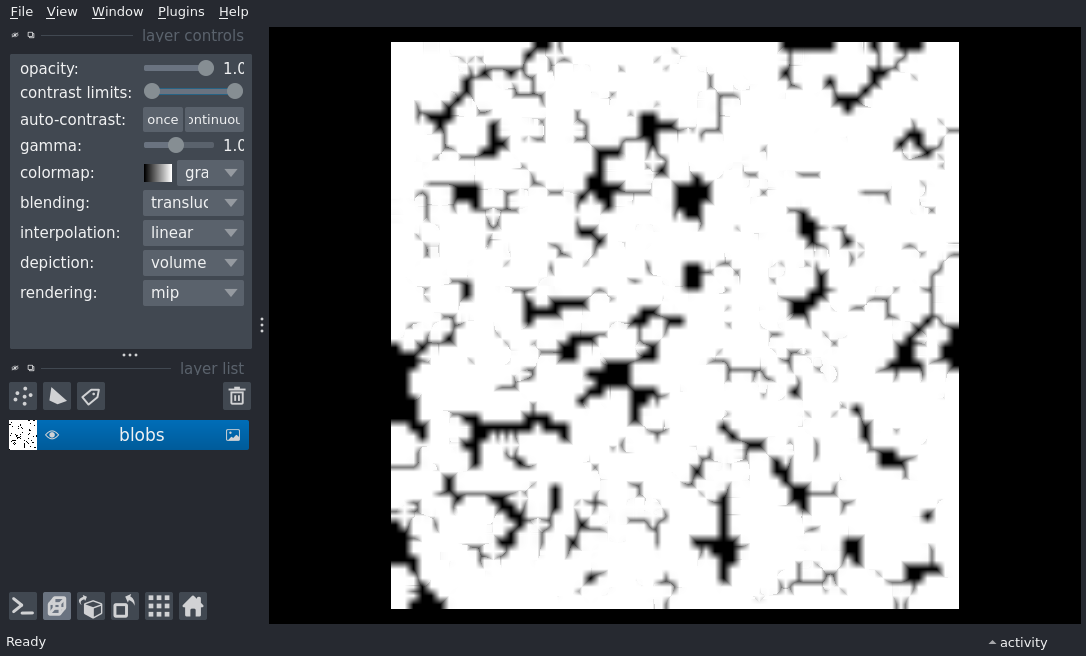 File View Window Plugins Help
layer controls
opacity: 1.0
contrast limits:
auto-contrast: once ontinuou
gamma: 1.0
colormap: gra
blending: transluc
interpolation: linear
depiction: volume
rendering: mip
layer list
blobs
Ready
activity